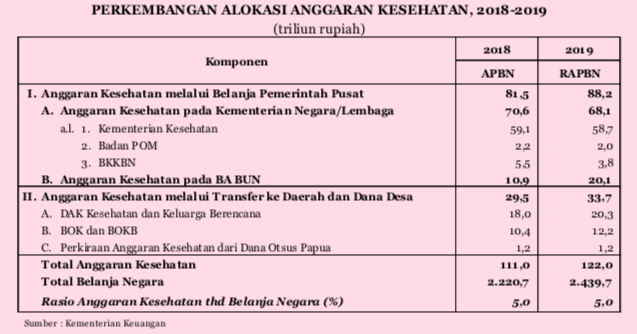 PERKEMBANGAN ALOKASI ANGGARAN KESEHATAN, 2018-2019
(triliun rupiah)
Komponen 2018 2019
APBN RAPBN
I. Anggaran Kesehatan melalui Belanja Pemerintah Pusat 81,5 88,2
A. Anggaran Kesehatan pada Kementerian Negara/Lembaga 70,6 68,1
a.l. 1. Kementerian Kesehatan 59,1 58,7
2. Badan POM 2,2 2,0
3. BKKBN 5,5 3,8
B. Anggaran Kesehatan pada BA BUN 10,9 20,1
II. Anggaran Kesehatan melalui Transfer ke Daerah dan Dana Desa 29,5 33,7
A. DAK Kesehatan dan Keluarga Berencana 18,0 20,3
B. BOK dan BOKB 10,4 12,2
C. Perkiraan Anggaran Kesehatan dari Dana Otsus Papua 1,2 1,2
Total Anggaran Kesehatan 111,0 122,0
Total Belanja Negara 2.220,7 2.439,7
Rasio Anggaran Kesehatan thd Belanja Negara (%) 5,0 5,0
Sumber : Kementerian Keuangan